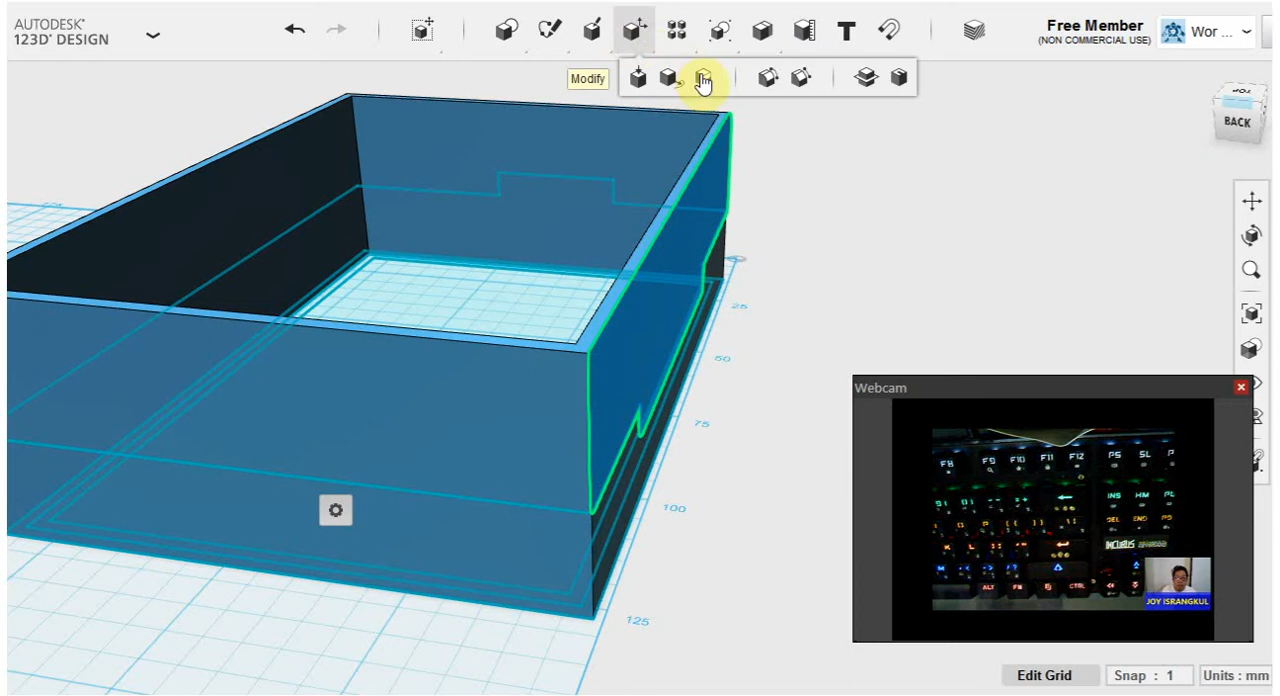 AUTODESK®
123D® DESIGN
Free Member
(NON COMMERCIAL USE)
Wor ...
T
Modify
TOP
BACK
25
50
75
100
125
Webcam
F8 F9 F10 F11 F12 PS SL P
INS HM
DEL END
INCUBUS
ALT FN CTRL
JOY ISRANGKUL
Edit Grid
Snap : 1
Units : mm